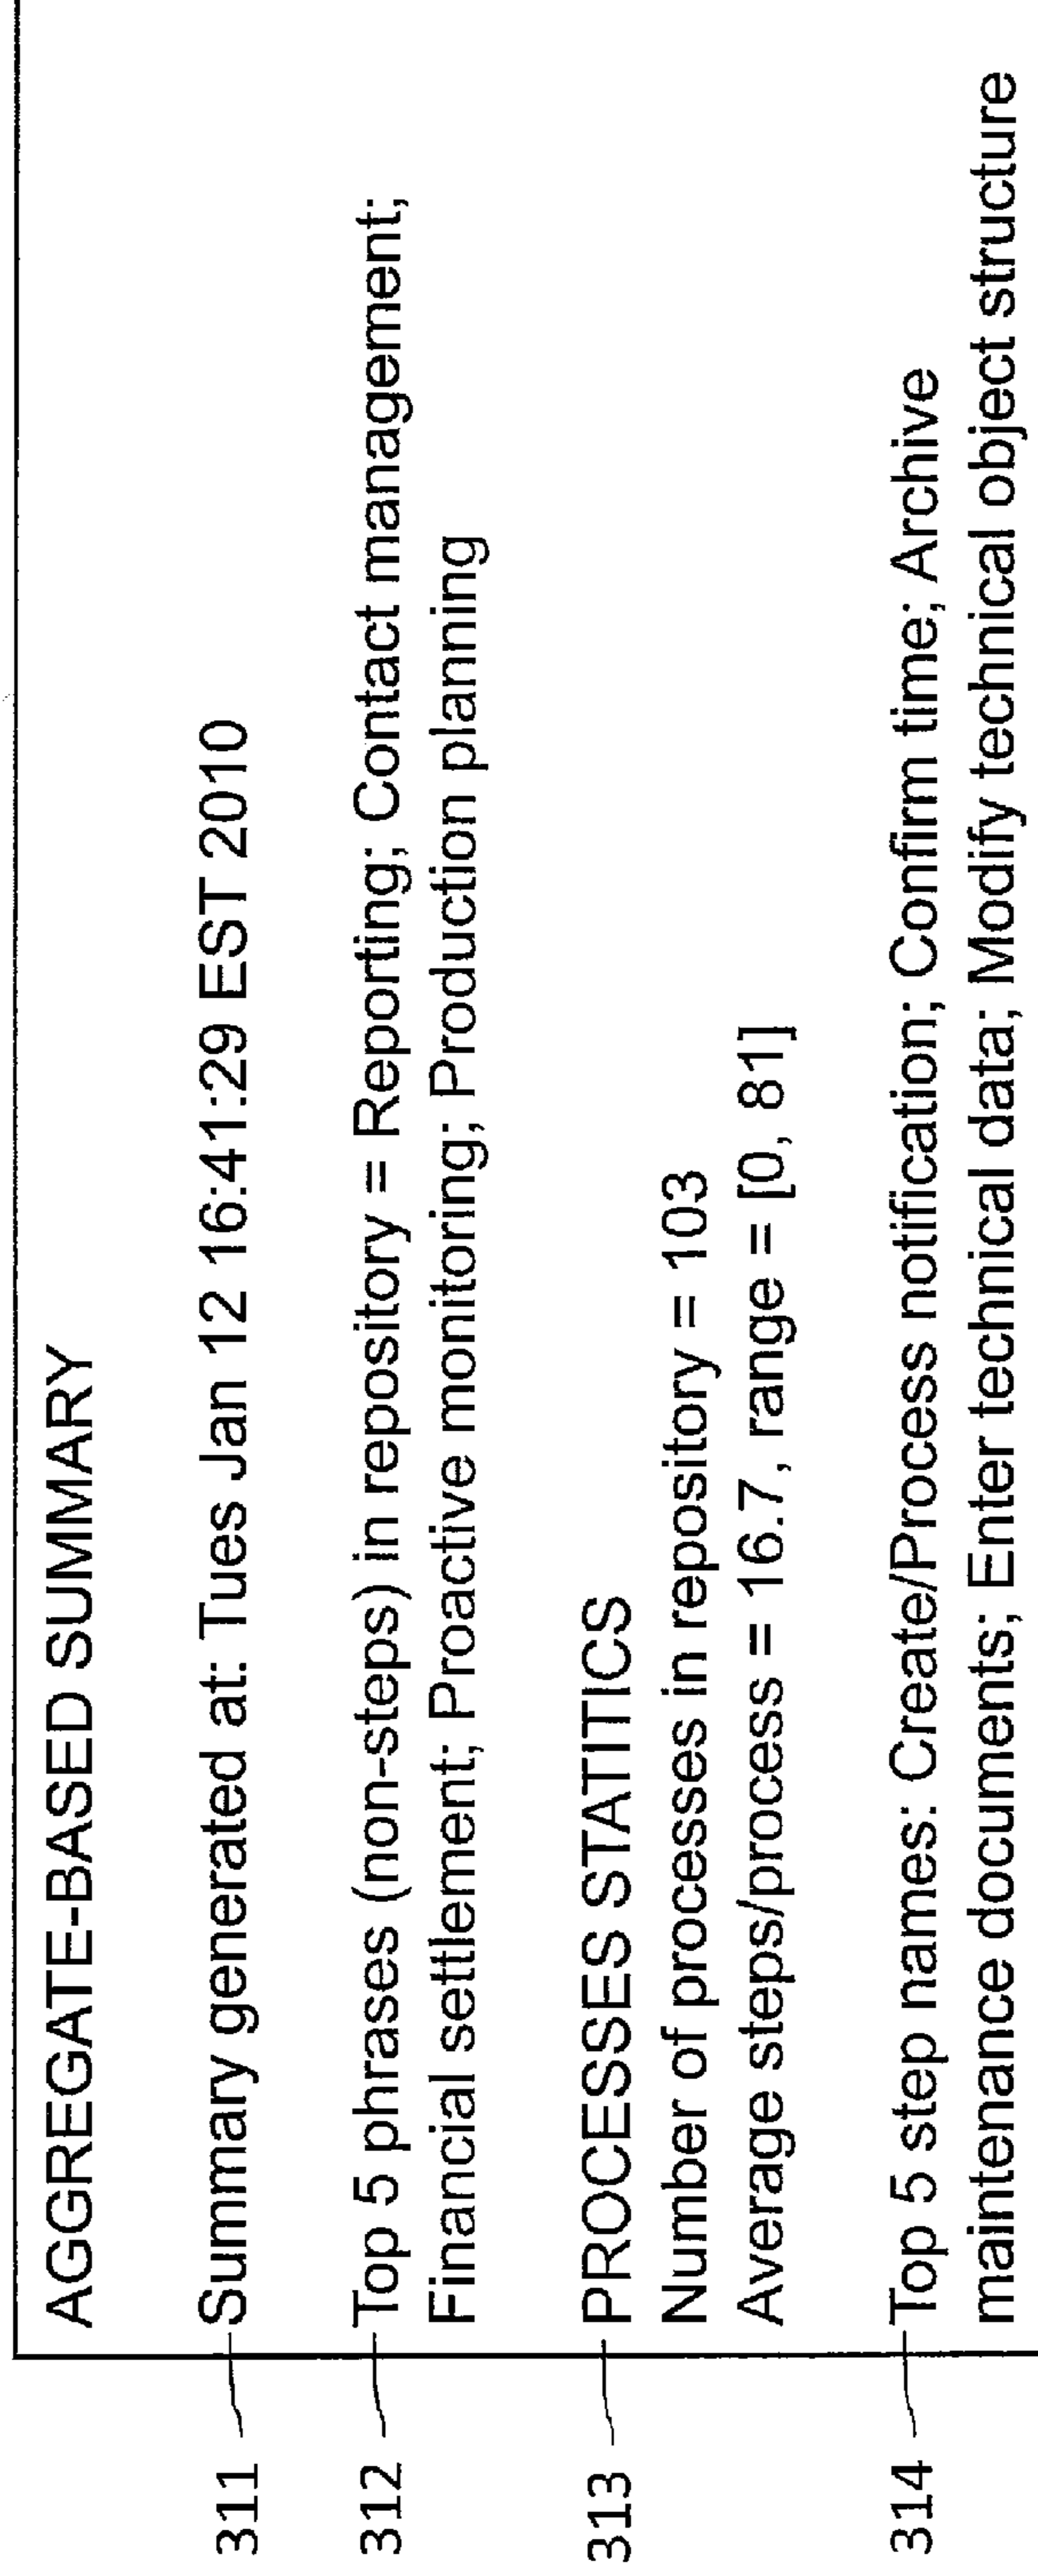 AGGREGATE-BASED SUMMARY
311 Summary generated at: Tues Jan 12 16:41:29 EST 2010
312 Top 5 phrases (non-steps) in repository = Reporting; Contact management;
Financial settlement; Proactive monitoring; Production planning
313 PROCESSES STATITICS
Number of processes in repository = 103
Average steps/process = 16.7, range = [0, 81]
314 Top 5 step names: Create/Process notification; Confirm time; Archive
maintenance documents; Enter technical data; Modify technical object structure